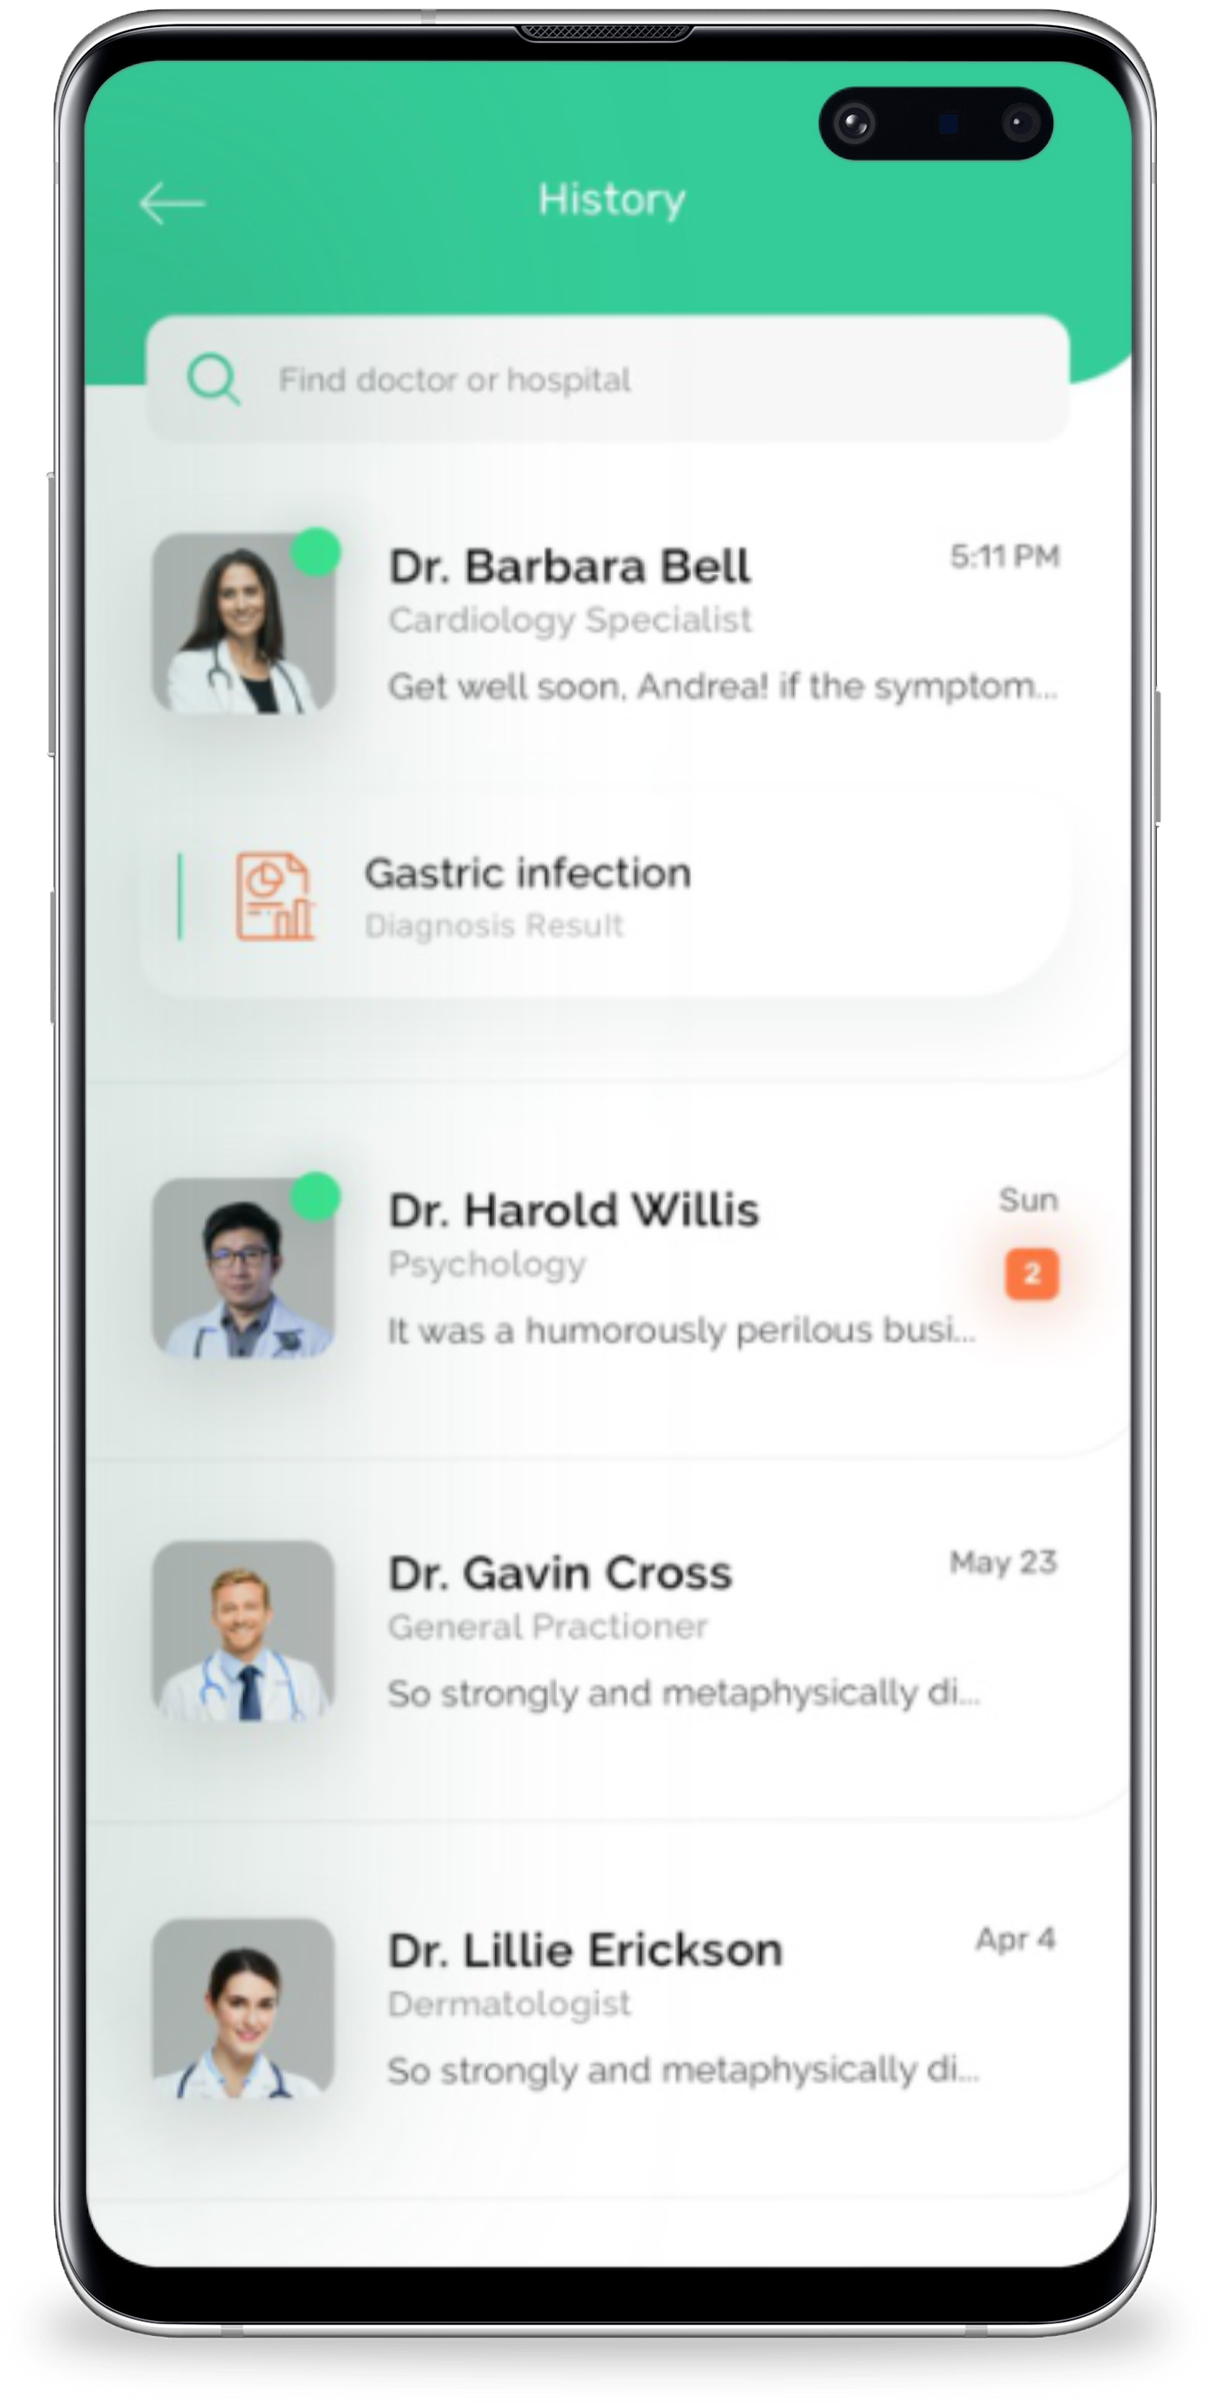 History
Find doctor or hospital
Dr. Barbara Bell
5:11 PM
Cardiology Specialist
Get well soon, Andrea! if the symptom...
Gastric infection
Diagnosis Result
Dr. Harold Willis
Sun
Psychology
2
It was a humorously perilous busi...
Dr. Gavin Cross
May 23
General Practioner
So strongly and metaphysically di...
Dr. Lillie Erickson
Apr 4
Dermatologist
So strongly and metaphysically di...